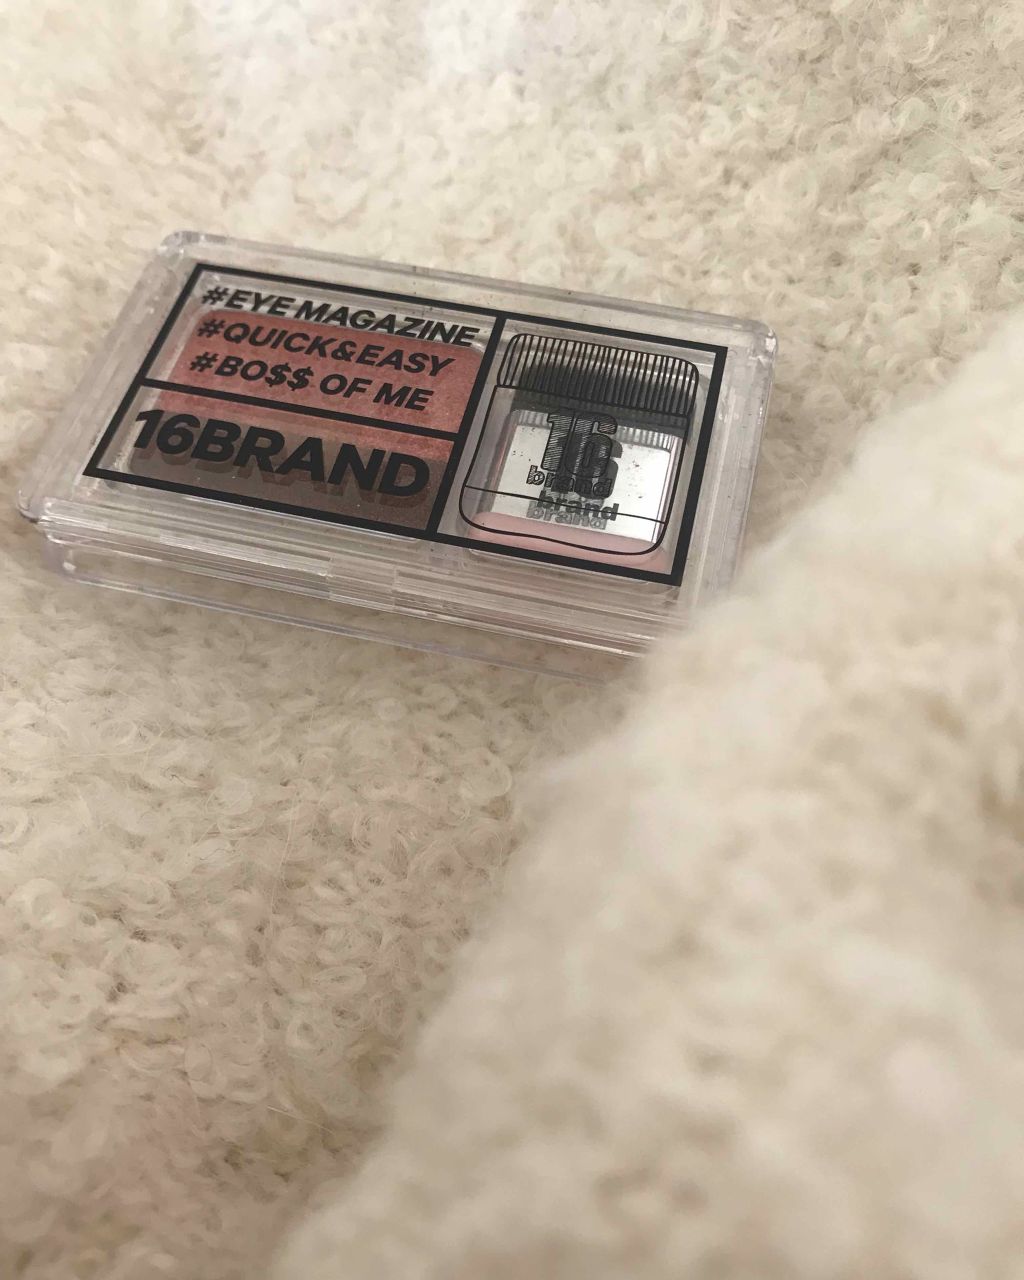 #EYE MAGAZINE
#QUICK&EASY
#BO$$ OF ME
16BRAND
16
brand
brand